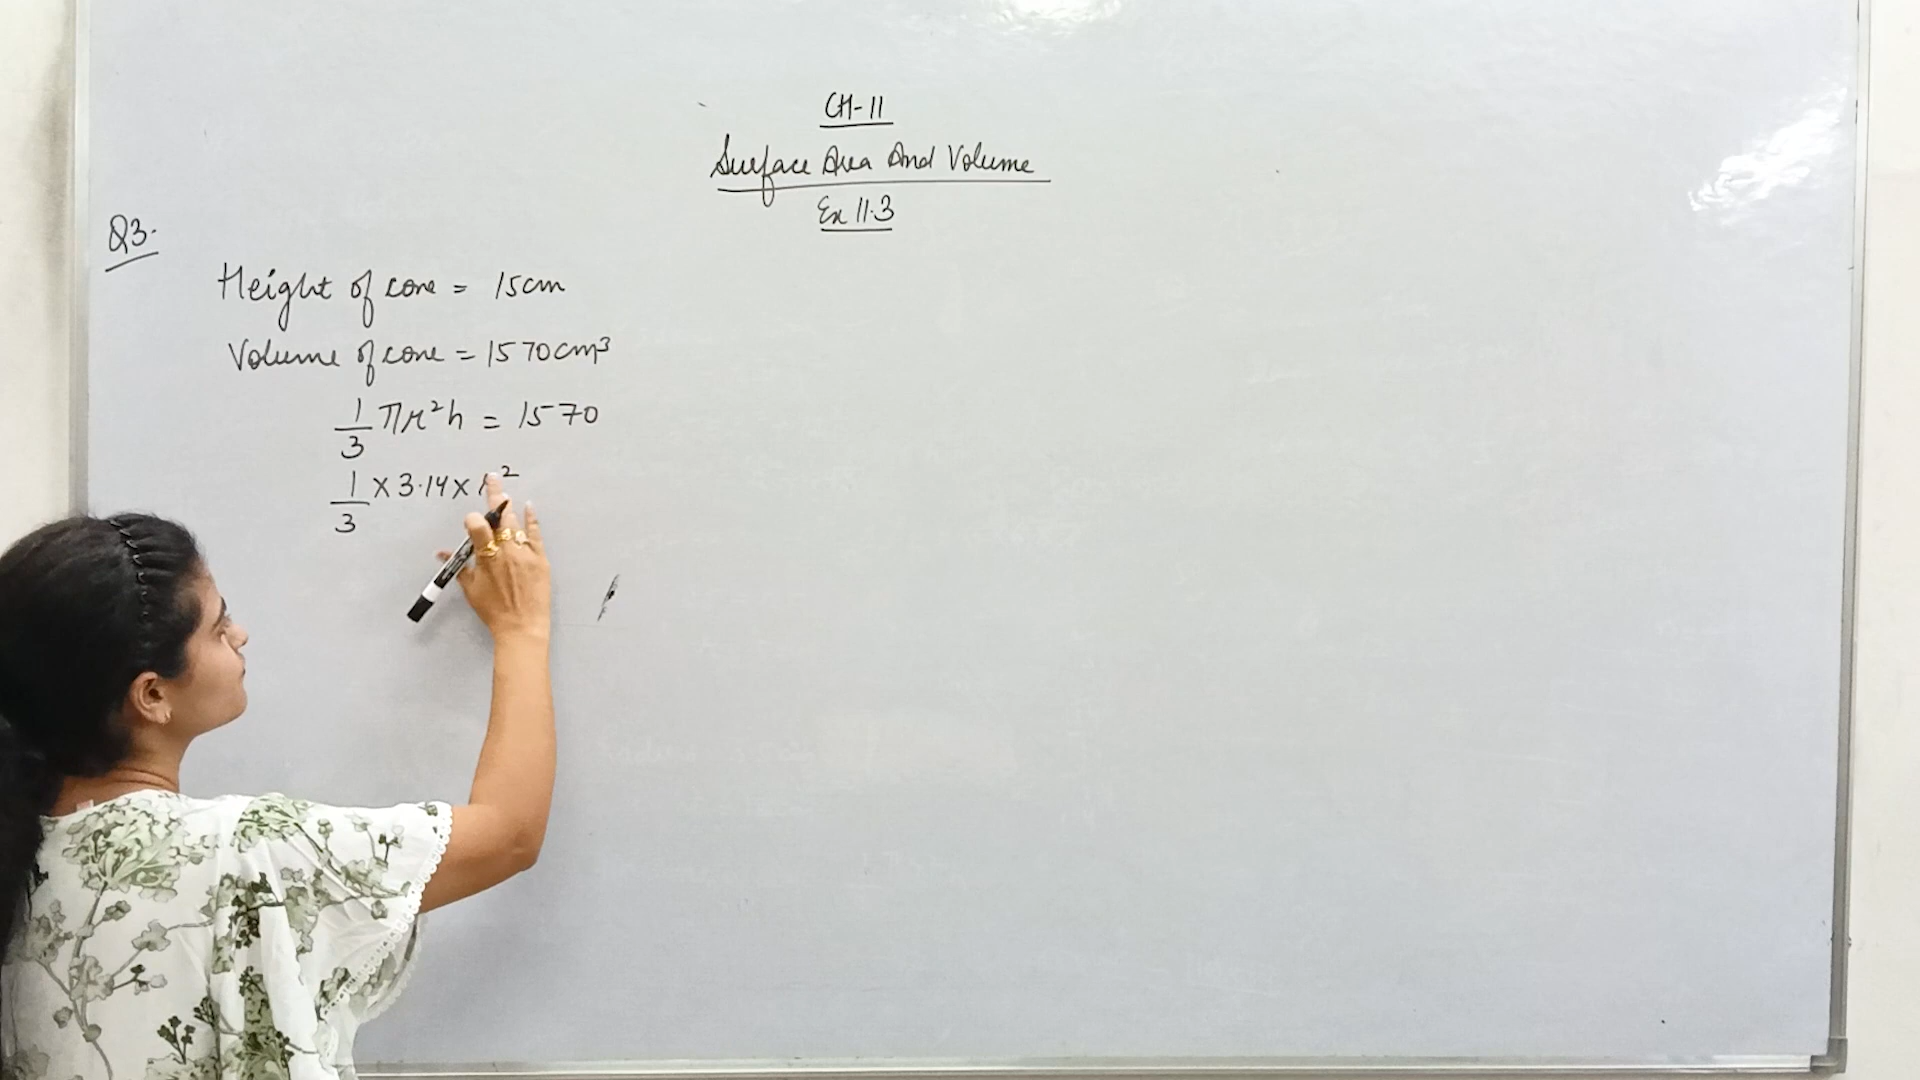 CH-11
Surface Area And Volume
Ex 11.3
Q3.
Height of cone = 15cm
Volume of cone = 1570cm³
1/3 πr²h = 1570
1/3 × 3.14 × r²